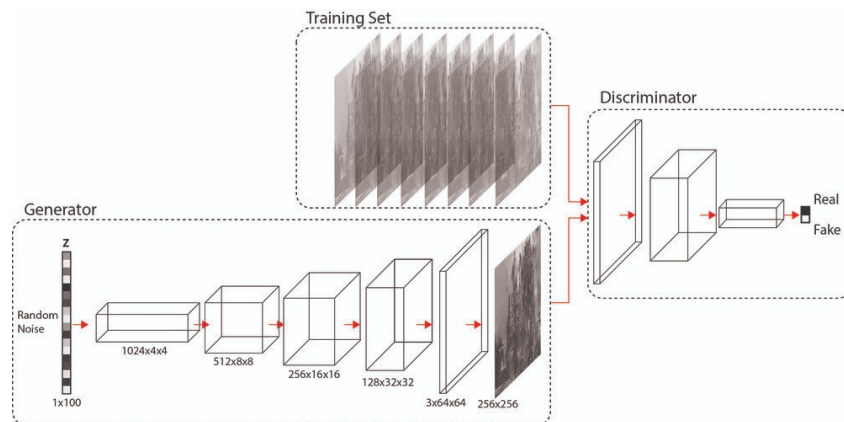 Training Set
Discriminator
Real
Fake
Generator
Z
Random
Noise
1024x4x4
512x8x8
256x16x16
128x32x32
1x100
3x64x64
256x256